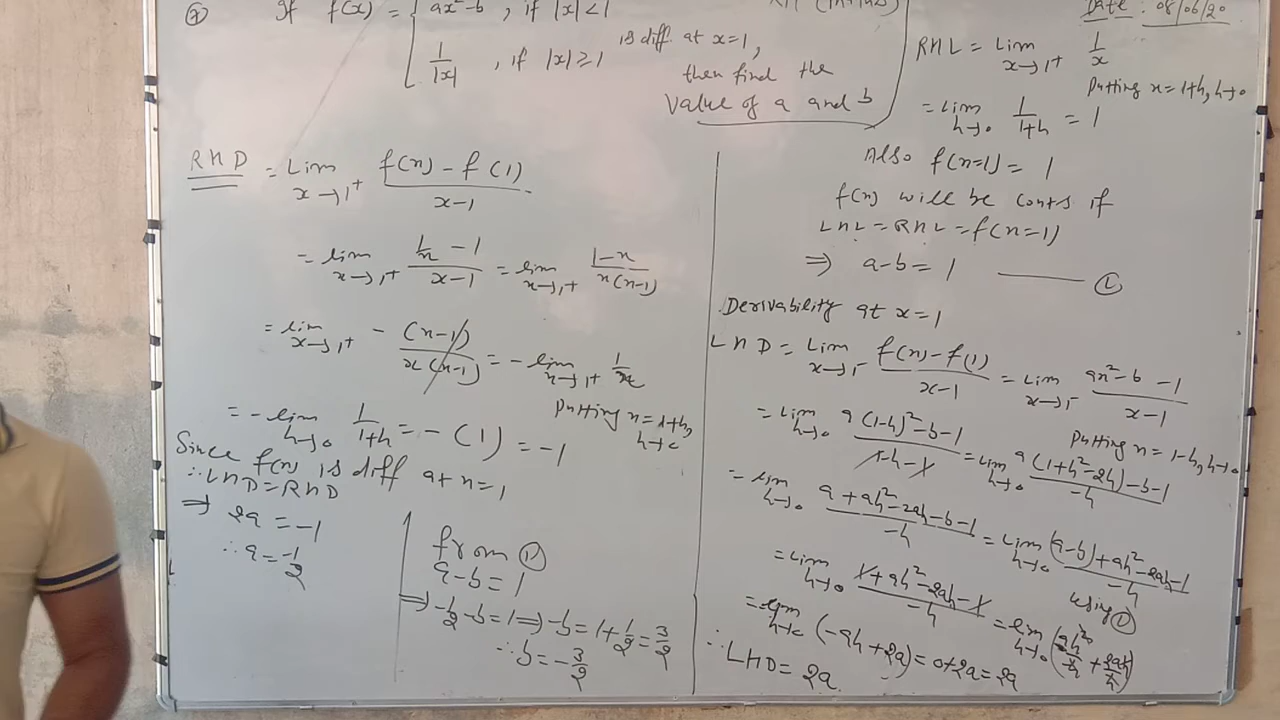 If f(x) = { ax²-b , if |x|<1
1/|x| , if |x| ≥ 1
is diff. at x=1,
then find the
value of a and b
Date : 08/06/20
RHL = Lim x→1+ 1/x
Putting x=1+h, h→0
= Lim h→0 1/1+h = 1
Also f(x=1) = 1
f(x) will be conts if
LHL = RHL = f(x=1)
⇒ a-b = 1 —— ①
Derivability at x=1
LHD = Lim x→1- f(x)-f(1)/x-1 = Lim x→1- ax²-b-1/x-1
Putting x=1-h, h→0
= Lim h→0 a(1-h)²-b-1/1-h-1 = Lim h→0 a(1+h²-2h)-b-1/-h
= Lim h→0 a+ah²-2ah-b-1/-h = Lim h→0 (a-b)+ah²-2ah-1/-h
using ①
= Lim h→0 1+ah²-2ah-1/-h = Lim h→0 (
= Lim h→0 (-ah+2a) = 0+2a = 2a
∴ LHD = 2a
RHD = Lim x→1+ f(x)-f(1)/x-1
= Lim x→1+ 1/x - 1/x-1 = Lim x→1+ 1-x/x(x-1)
= Lim x→1+ - (x-1)/x(x-1) = - Lim x→1+ 1/x
Putting x=1+h, h→0
= - Lim h→0 1/1+h = -(1) = -1
Since f(x) is diff at x=1
∴ LHD = RHD
⇒ 2a = -1
∴ a = -1/2
from ①
a-b = 1
⇒ -1/2 -b = 1 ⇒ -b = 1+1/2 = 3/2
∴ b = -3/2